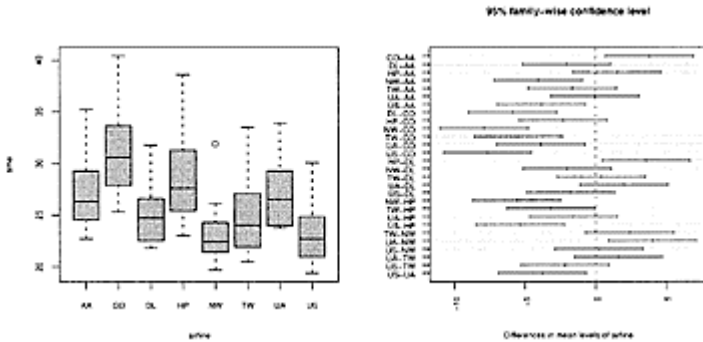 95% family-wise confidence level
40
35
30
25
20
AA CO DL HP NW TW UA US
airline
CO-AA
DL-AA
HP-AA
NW-AA
TW-AA
UA-AA
US-AA
DL-CO
HP-CO
NW-CO
TW-CO
UA-CO
US-CO
HP-DL
NW-DL
TW-DL
UA-DL
US-DL
NW-HP
TW-HP
UA-HP
US-HP
TW-NW
UA-NW
US-NW
UA-TW
US-TW
US-UA
Differences in mean levels of airline